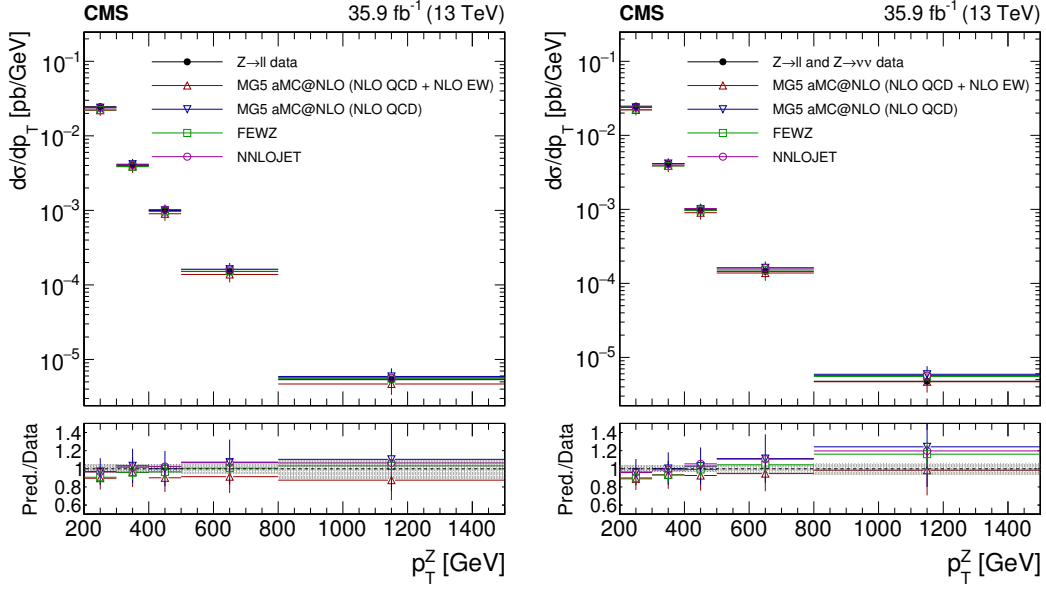 CMS 35.9 fb⁻¹ (13 TeV)
dσ/dp_T [pb/GeV]
10⁻¹
10⁻²
10⁻³
10⁻⁴
10⁻⁵
Z→ll data
MG5 aMC@NLO (NLO QCD + NLO EW)
MG5 aMC@NLO (NLO QCD)
FEWZ
NNLOJET
Pred./Data
1.4
1.2
1
0.8
0.6
200 400 600 800 1000 1200 1400
p_T^Z [GeV]
CMS 35.9 fb⁻¹ (13 TeV)
dσ/dp_T [pb/GeV]
10⁻¹
10⁻²
10⁻³
10⁻⁴
10⁻⁵
Z→ll and Z→νν data
MG5 aMC@NLO (NLO QCD + NLO EW)
MG5 aMC@NLO (NLO QCD)
FEWZ
NNLOJET
Pred./Data
1.4
1.2
1
0.8
0.6
200 400 600 800 1000 1200 1400
p_T^Z [GeV]